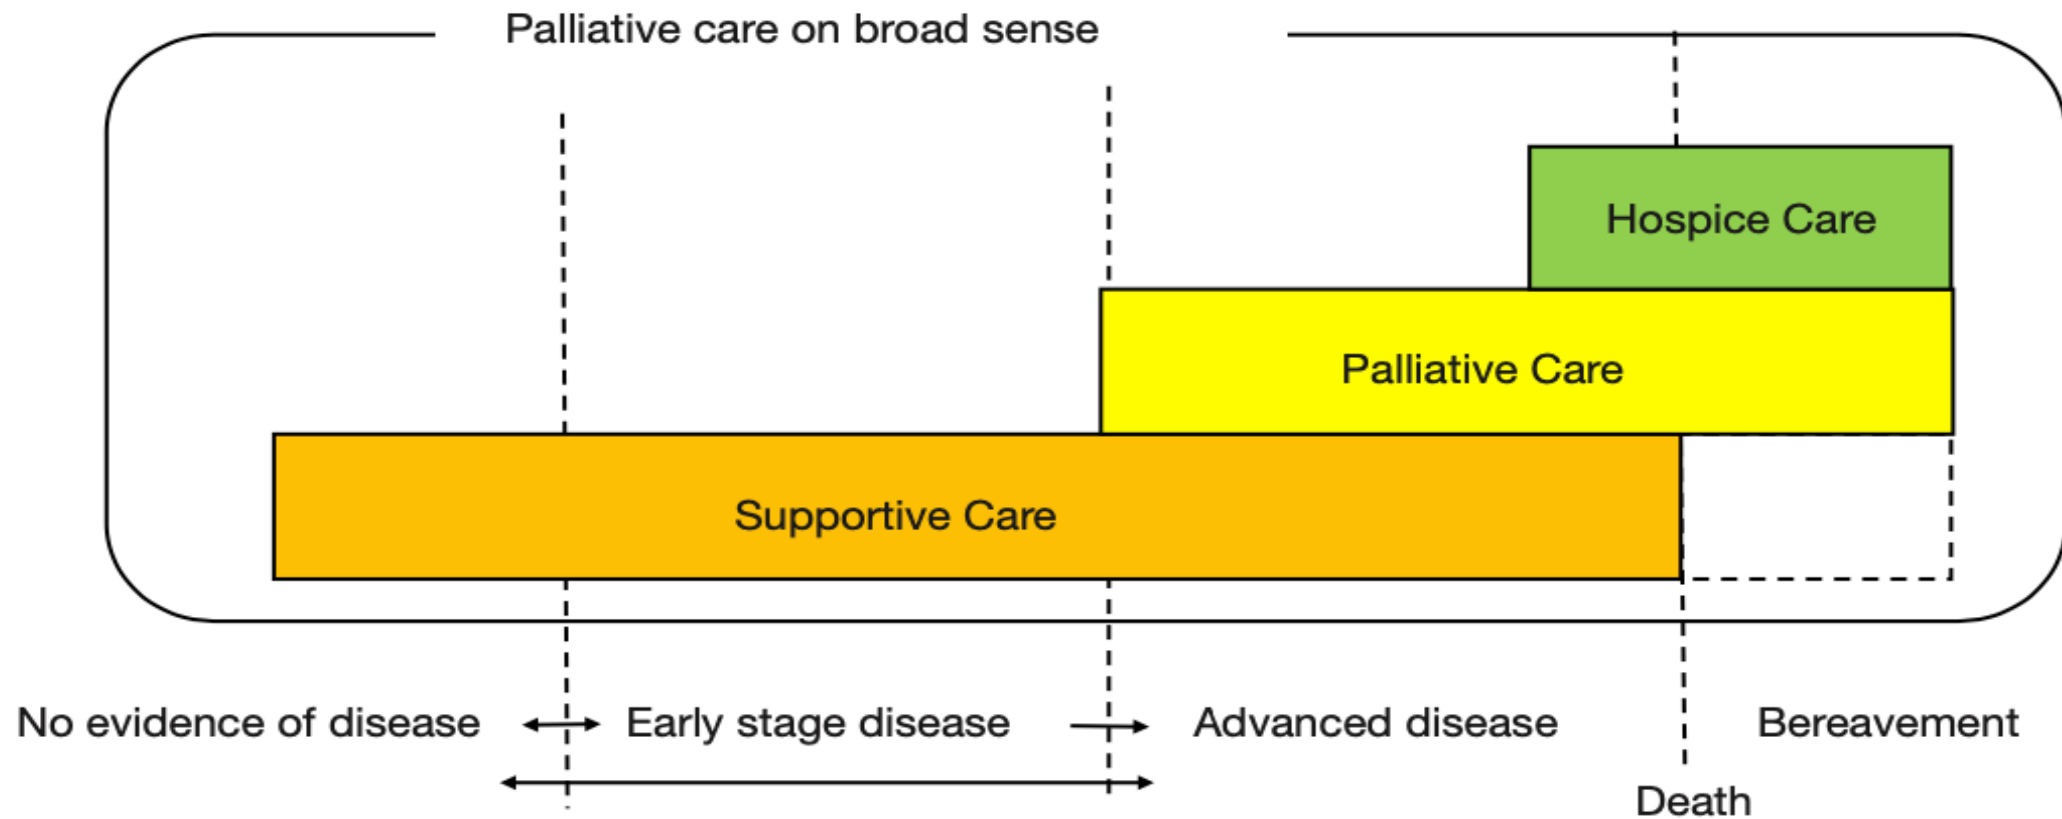 Palliative care on broad sense
Hospice Care
Palliative Care
Supportive Care
No evidence of disease
Early stage disease
Advanced disease
Bereavement
Death